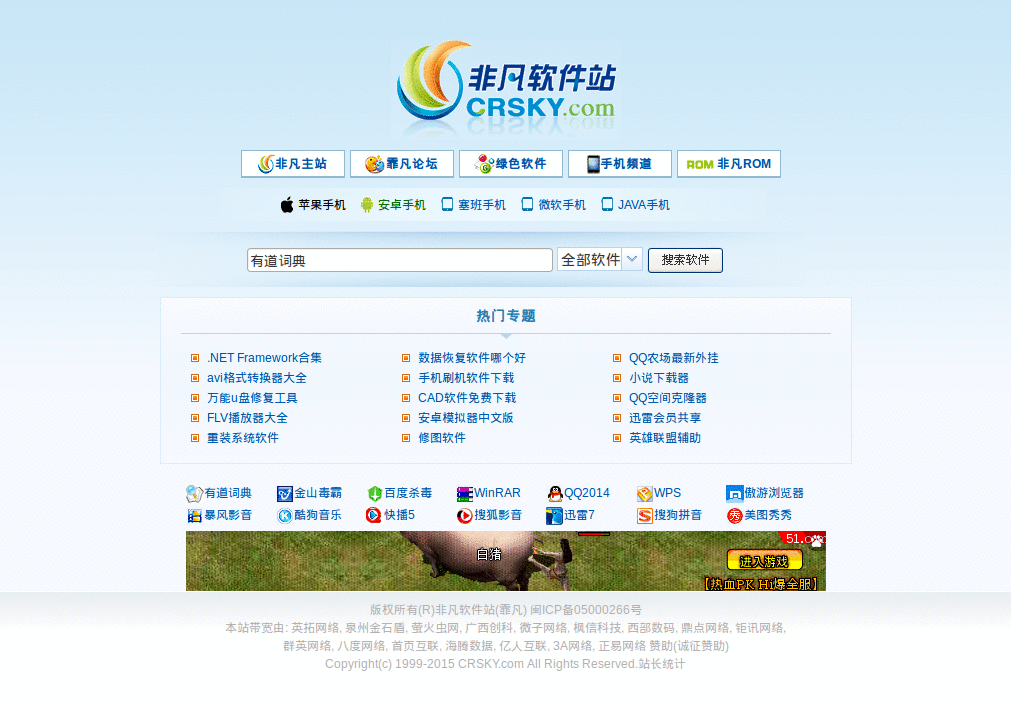 非凡软件站
CRSKY.com
非凡主站 霏凡论坛 绿色软件 手机频道 ROM 非凡ROM
苹果手机 安卓手机 塞班手机 微软手机 JAVA手机
有道词典 全部软件 搜索软件
热门专题
.NET Framework合集 数据恢复软件哪个好 QQ农场最新外挂
avi格式转换器大全 手机刷机软件下载 小说下载器
万能u盘修复工具 CAD软件免费下载 QQ空间克隆器
FLV播放器大全 安卓模拟器中文版 迅雷会员共享
重装系统软件 修图软件 英雄联盟辅助
有道词典 金山毒霸 百度杀毒 WinRAR QQ2014 WPS 傲游浏览器
暴风影音 酷狗音乐 快播5 搜狐影音 迅雷7 搜狗拼音 美图秀秀
51.com
白猪
进入游戏
【热血PK Hi爆全服】
版权所有(R)非凡软件站(霏凡) 闽ICP备05000266号
本站带宽由: 英拓网络, 泉州金石盾, 萤火虫网, 广西创科, 微子网络, 枫信科技, 西部数码, 鼎点网络, 钜讯网络,
群英网络, 八度网络, 首页互联, 海腾数据, 亿人互联, 3A网络. 正易网络 赞助(诚征赞助)
Copyright(c) 1999-2015 CRSKY.com All Rights Reserved.站长统计